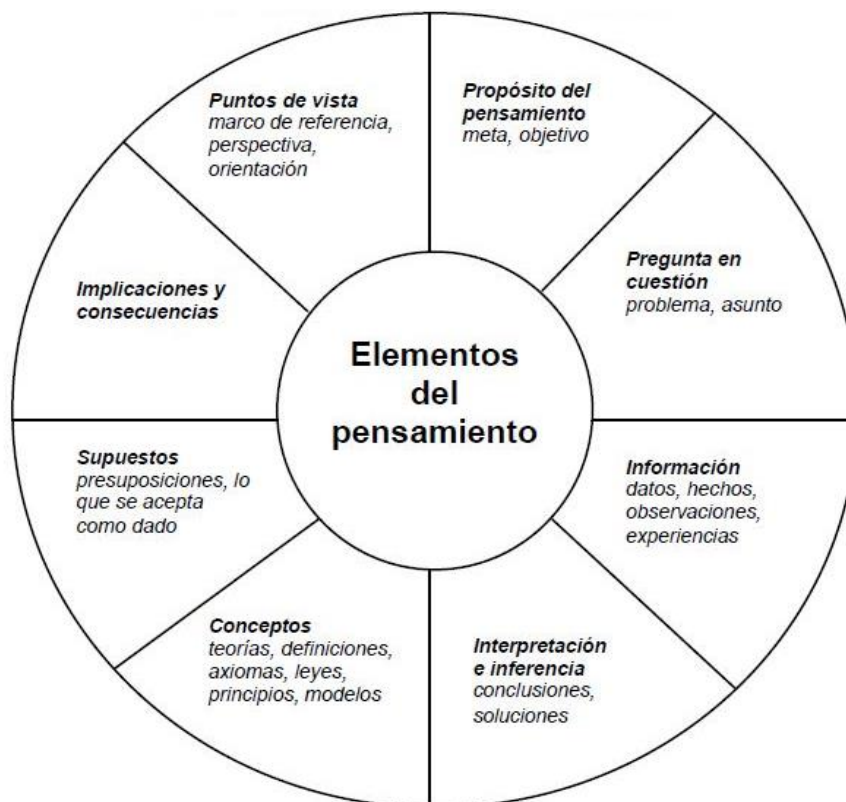 Puntos de vista
marco de referencia,
perspectiva,
orientación
Propósito del
pensamiento
meta, objetivo
Pregunta en
cuestión
problema, asunto
Implicaciones y
consecuencias
Elementos
del
pensamiento
Supuestos
presuposiciones, lo
que se acepta
como dado
Información
datos, hechos,
observaciones,
experiencias
Conceptos
teorías, definiciones,
axiomas, leyes,
principios, modelos
Interpretación
e inferencia
conclusiones,
soluciones